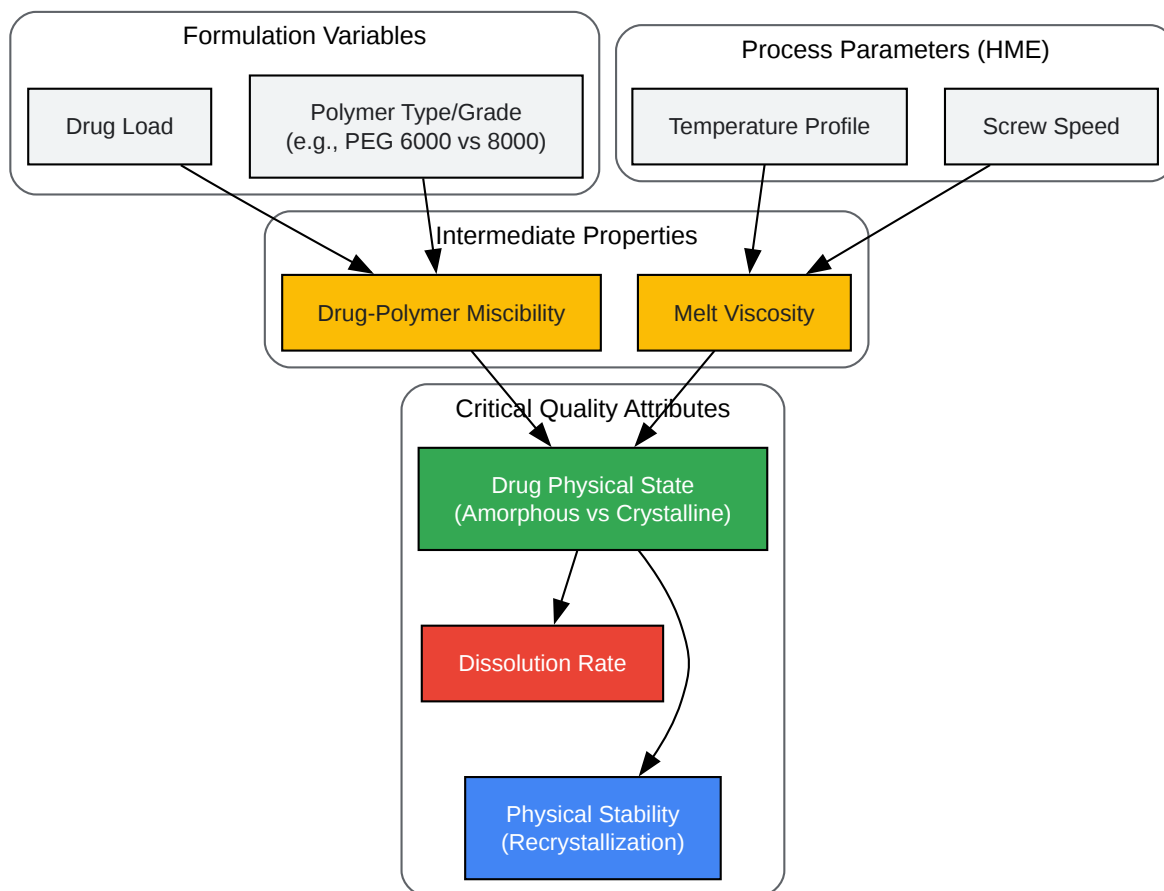 Formulation Variables
Process Parameters (HME)
Drug Load
Polymer Type/Grade
(e.g., PEG 6000 vs 8000)
Temperature Profile
Screw Speed
Intermediate Properties
Drug-Polymer Miscibility
Melt Viscosity
Critical Quality Attributes
Drug Physical State
(Amorphous vs Crystalline)
Dissolution Rate
Physical Stability
(Recrystallization)